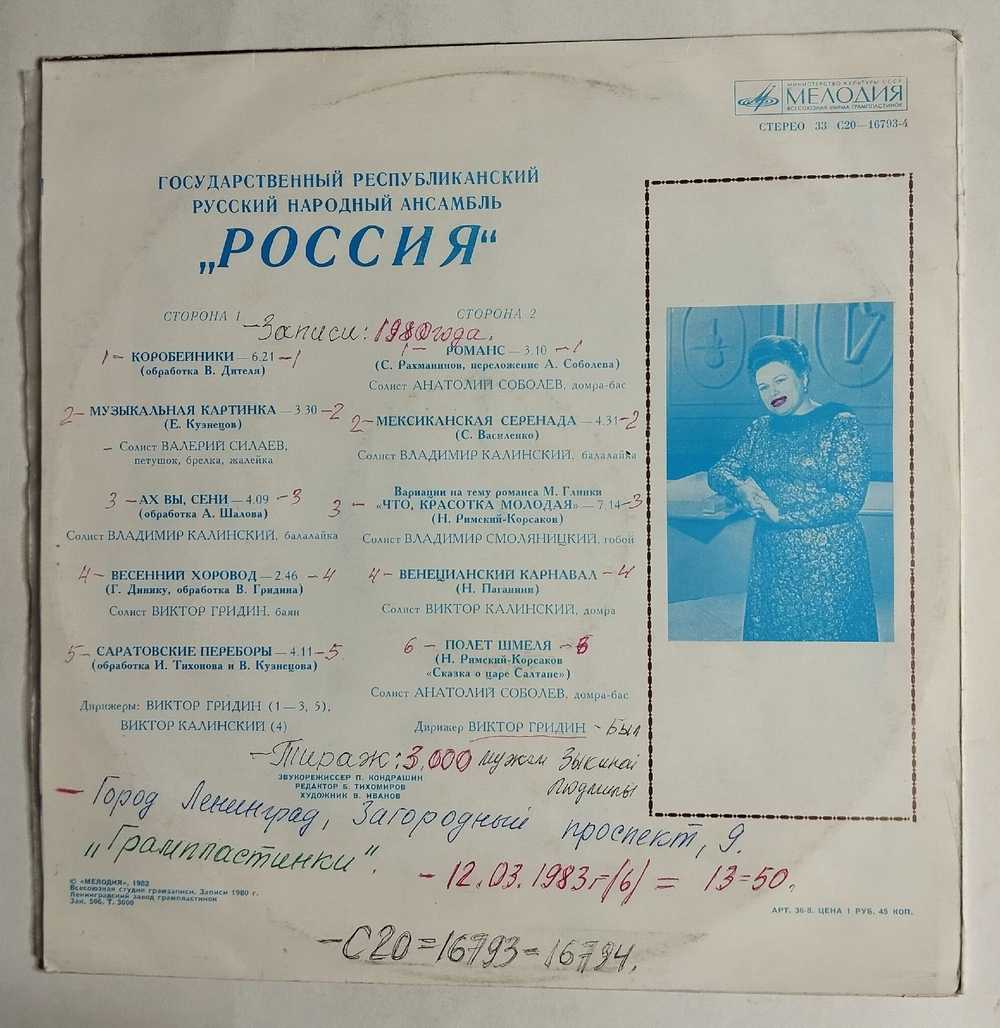 МИНИСТЕРСТВО КУЛЬТУРЫ СССР
МЕЛОДИЯ
ВСЕСОЮЗНАЯ ФИРМА ГРАМПЛАСТИНОК
СТЕРЕО 33 С20—16793-4
ГОСУДАРСТВЕННЫЙ РЕСПУБЛИКАНСКИЙ
РУССКИЙ НАРОДНЫЙ АНСАМБЛЬ
„РОССИЯ“
СТОРОНА 1
– Записи: 1980 года.
1– КОРОБЕЙНИКИ — 6.21 –1
(обработка В. Дителя)
2– МУЗЫКАЛЬНАЯ КАРТИНКА — 3.30 –2
(Е. Кузнецов)
– Солист ВАЛЕРИЙ СИЛАЕВ,
петушок, брелка, жалейка
3 – АХ ВЫ, СЕНИ — 4.09 –3
(обработка А. Шалова)
Солист ВЛАДИМИР КАЛИНСКИЙ, балалайка
4– ВЕСЕННИЙ ХОРОВОД — 2.46 –4
(Г. Динику, обработка В. Гридина)
Солист ВИКТОР ГРИДИН, баян
5– САРАТОВСКИЕ ПЕРЕБОРЫ — 4.11 –5
(обработка И. Тихонова и В. Кузнецова)
Дирижеры: ВИКТОР ГРИДИН (1—3, 5),
ВИКТОР КАЛИНСКИЙ (4)
СТОРОНА 2
1– РОМАНС — 3.10 –1
(С. Рахманинов, переложение А. Соболева)
Солист АНАТОЛИЙ СОБОЛЕВ, домра-бас
2– МЕКСИКАНСКАЯ СЕРЕНАДА — 4.31 –2
(С. Василенко)
Солист ВЛАДИМИР КАЛИНСКИЙ, балалайка
Вариации на тему романса М. Глинки
3 – «ЧТО, КРАСОТКА МОЛОДАЯ» — 7.14 –3
(Н. Римский-Корсаков)
Солист ВЛАДИМИР СМОЛЯНИЦКИЙ, гобой
4– ВЕНЕЦИАНСКИЙ КАРНАВАЛ –4
(Н. Паганини)
Солист ВИКТОР КАЛИНСКИЙ, домра
6 – ПОЛЕТ ШМЕЛЯ –6
(Н. Римский-Корсаков
«Сказка о царе Салтане»)
Солист АНАТОЛИЙ СОБОЛЕВ, домра-бас
Дирижер ВИКТОР ГРИДИН – Был
мужем Зыкиной
Людмилы
– Тираж: 3.000
ЗВУКОРЕЖИССЕР П. КОНДРАШИН
РЕДАКТОР Б. ТИХОМИРОВ
ХУДОЖНИК В. ИВАНОВ
– Город Ленинград, Загородный проспект, 9.
„Грампластинки".
– 12.03.1983 г. (6) = 13=50.
© «МЕЛОДИЯ», 1982
Всесоюзная студия грамзаписи. Записи 1980 г.
Ленинградский завод грампластинок
Зак. 506. Т. 3000
АРТ. 36-8. ЦЕНА 1 РУБ. 45 КОП.
– С20=16793=16794.